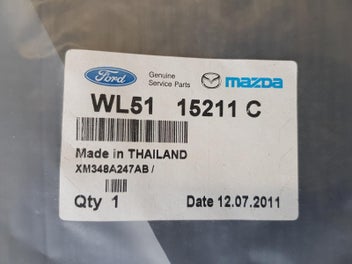 Ford Genuine Service Parts mazda
WL51 15211 C
Made in THAILAND
XM348A247AB /
Qty 1 Date 12.07.2011